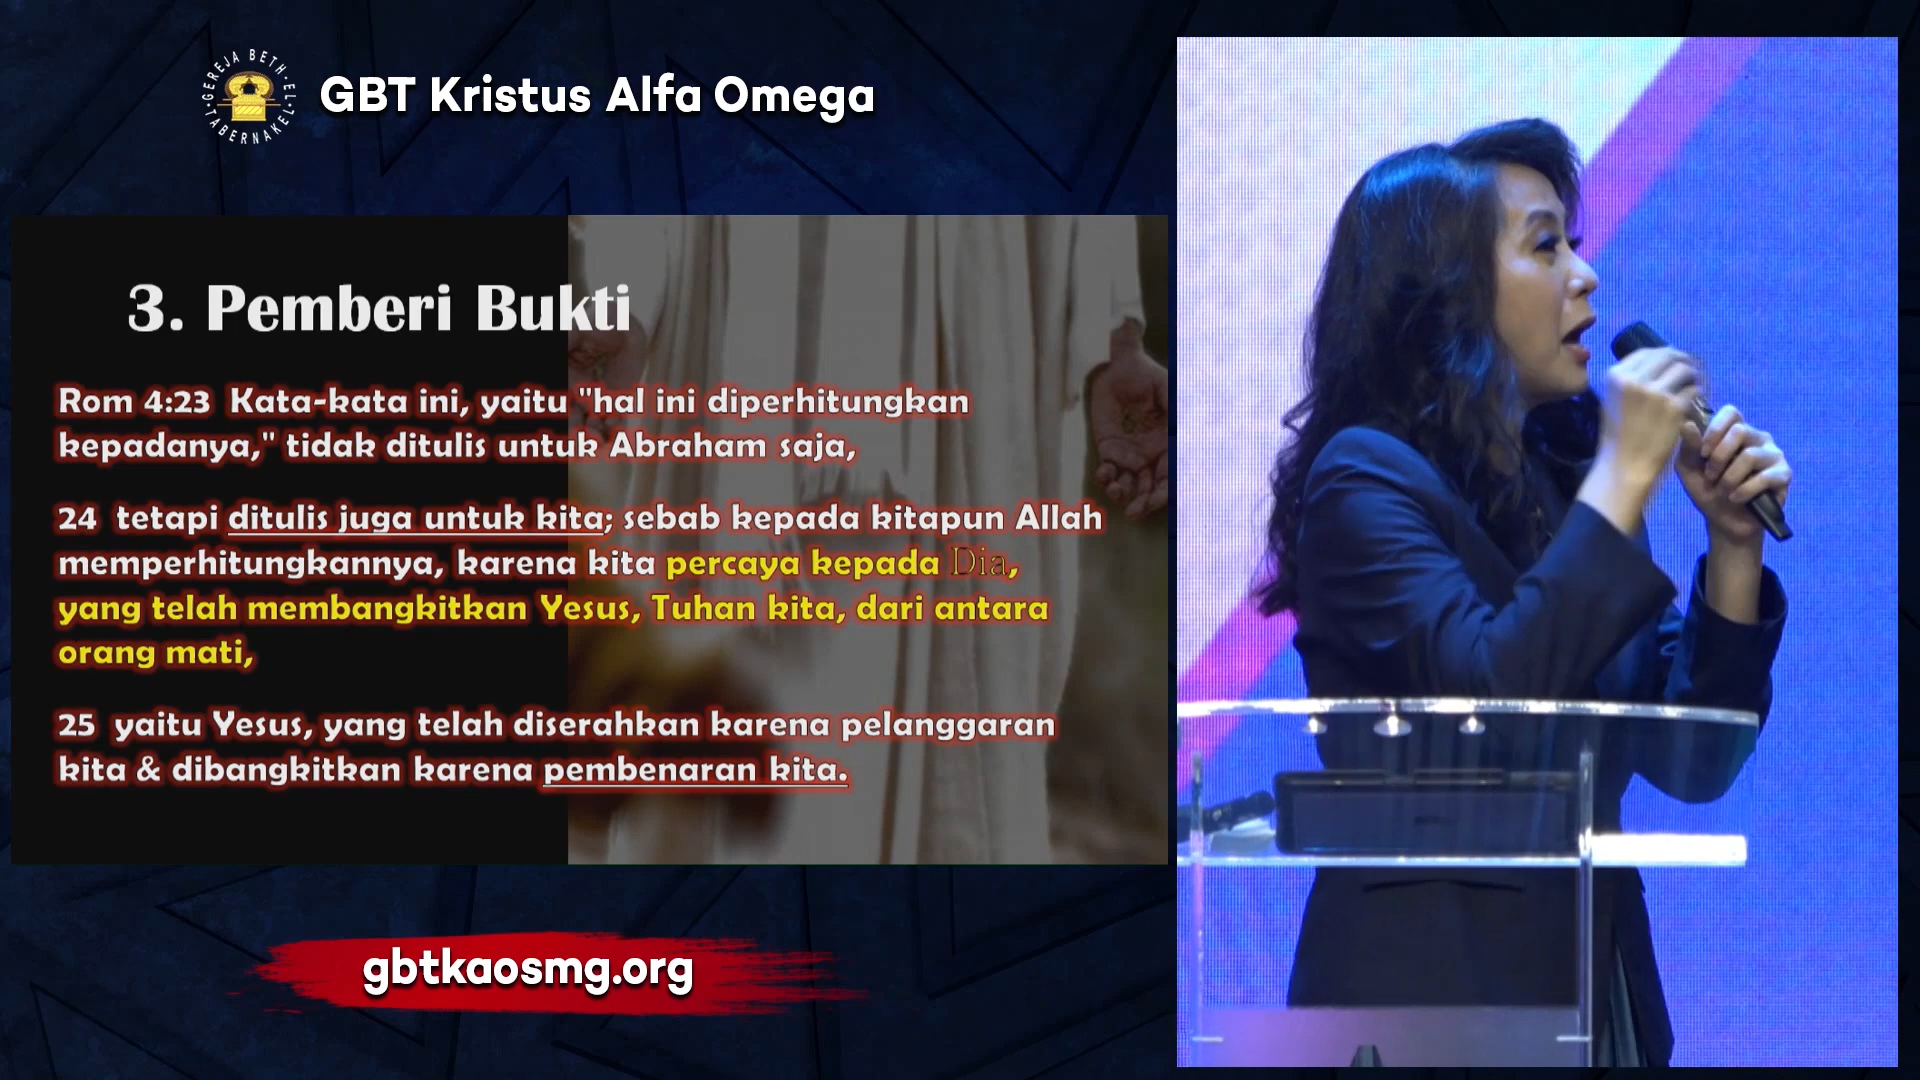 GEREJA BETH-EL TABERNAKEL
GBT Kristus Alfa Omega
3. Pemberi Bukti
Rom 4:23 Kata-kata ini, yaitu "hal ini diperhitungkan
kepadanya," tidak ditulis untuk Abraham saja,
24 tetapi ditulis juga untuk kita; sebab kepada kitapun Allah
memperhitungkannya, karena kita percaya kepada Dia,
yang telah membangkitkan Yesus, Tuhan kita, dari antara
orang mati,
25 yaitu Yesus, yang telah diserahkan karena pelanggaran
kita & dibangkitkan karena pembenaran kita.
gbtkaosmg.org